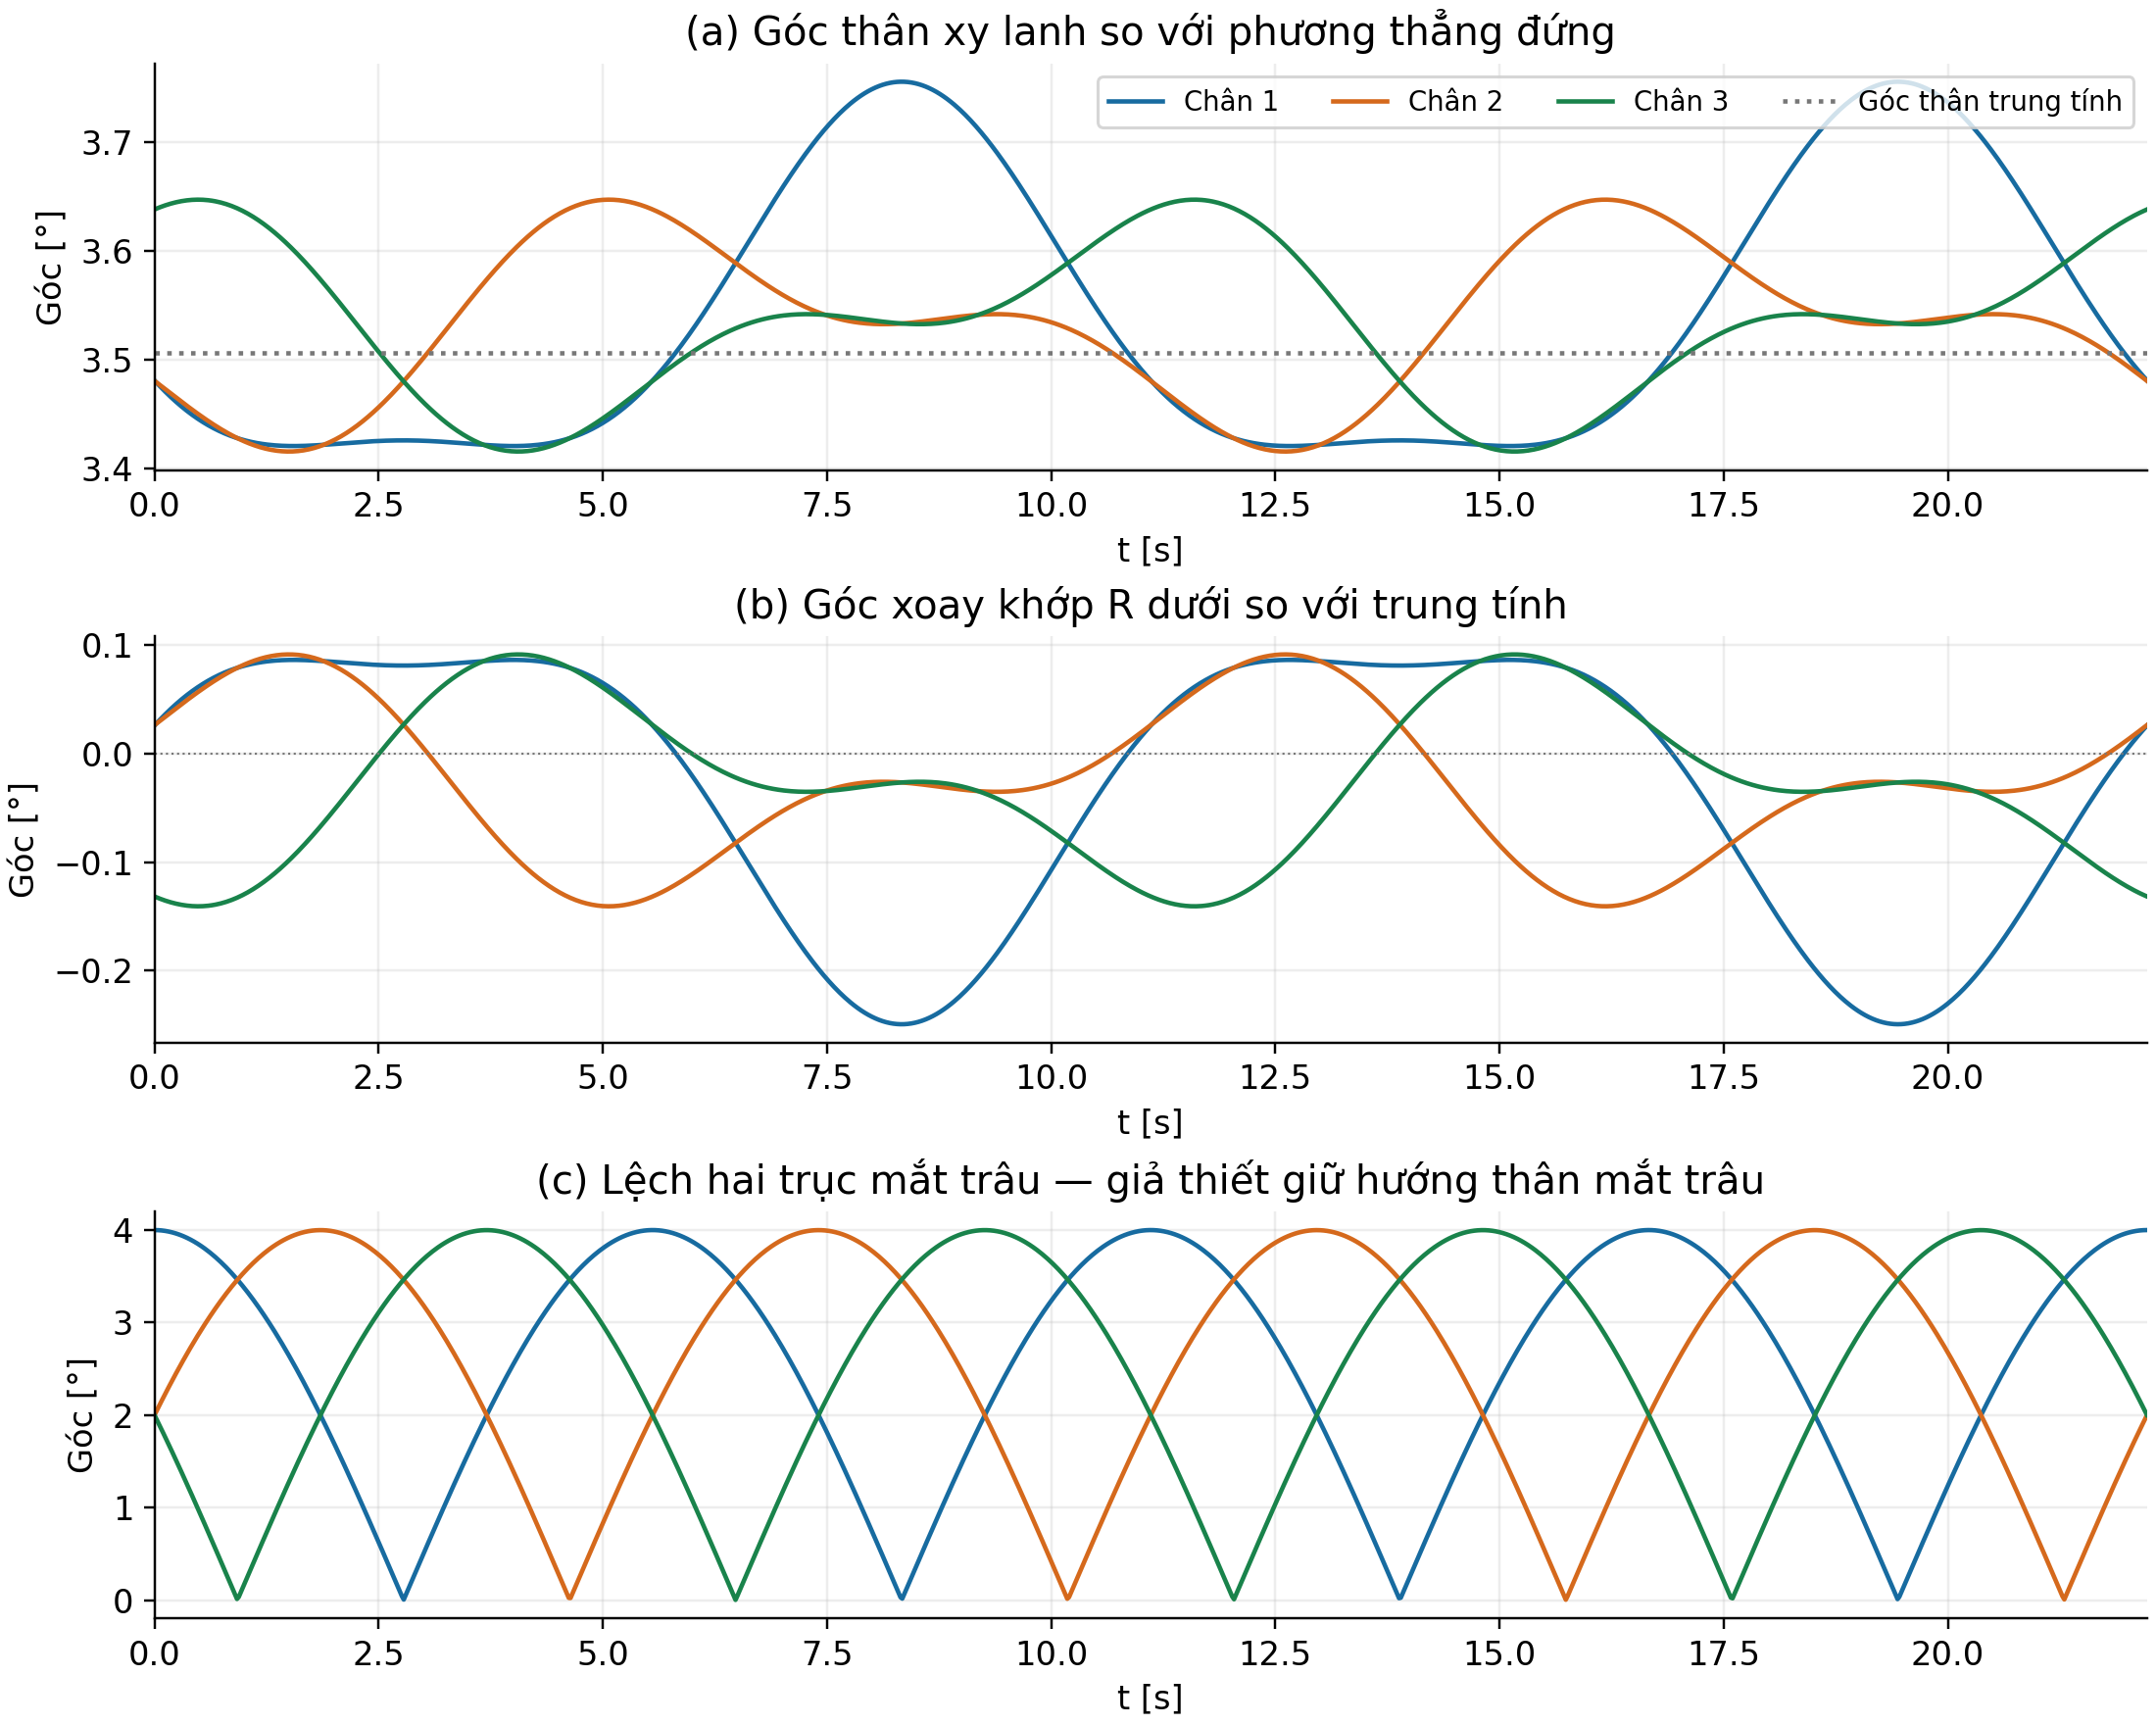 (a) Góc thân xy lanh so với phương thẳng đứng
Chân 1 Chân 2 Chân 3 Góc thân trung tính
Góc [°]
3.7
3.6
3.5
3.4
0.0 2.5 5.0 7.5 10.0 12.5 15.0 17.5 20.0
t [s]
(b) Góc xoay khớp R dưới so với trung tính
Góc [°]
0.1
0.0
−0.1
−0.2
0.0 2.5 5.0 7.5 10.0 12.5 15.0 17.5 20.0
t [s]
(c) Lệch hai trục mắt trâu — giả thiết giữ hướng thân mắt trâu
Góc [°]
4
3
2
1
0
0.0 2.5 5.0 7.5 10.0 12.5 15.0 17.5 20.0
t [s]